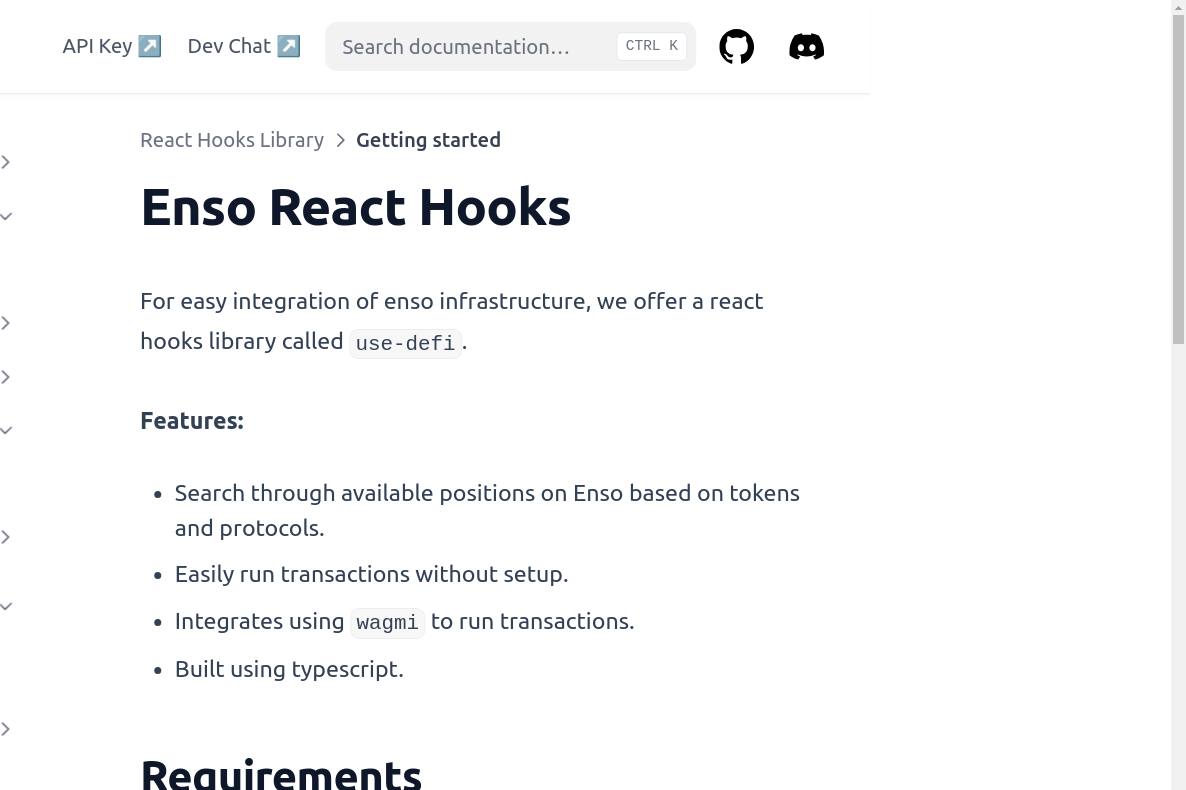 API Key ↗️ Dev Chat ↗️ Search documentation… CTRL K
React Hooks Library > Getting started
Enso React Hooks
For easy integration of enso infrastructure, we offer a react
hooks library called use-defi.
Features:
• Search through available positions on Enso based on tokens
and protocols.
• Easily run transactions without setup.
• Integrates using wagmi to run transactions.
• Built using typescript.
Requirements